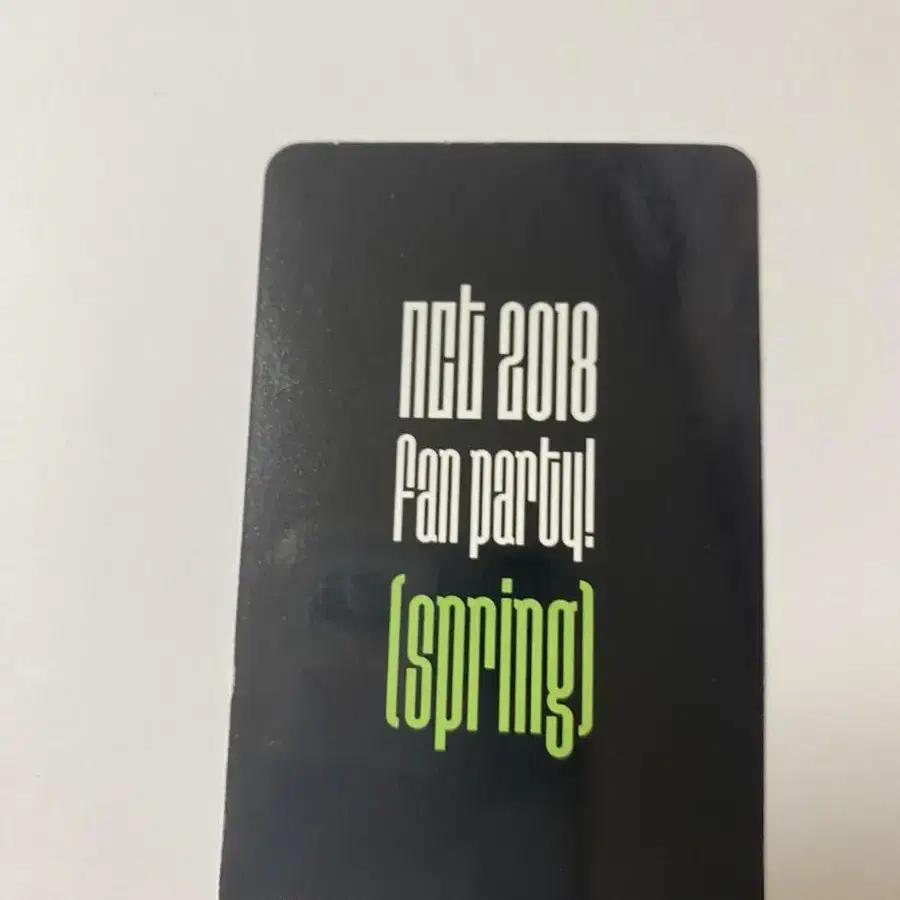 nct 2018
fan party!
(spring)